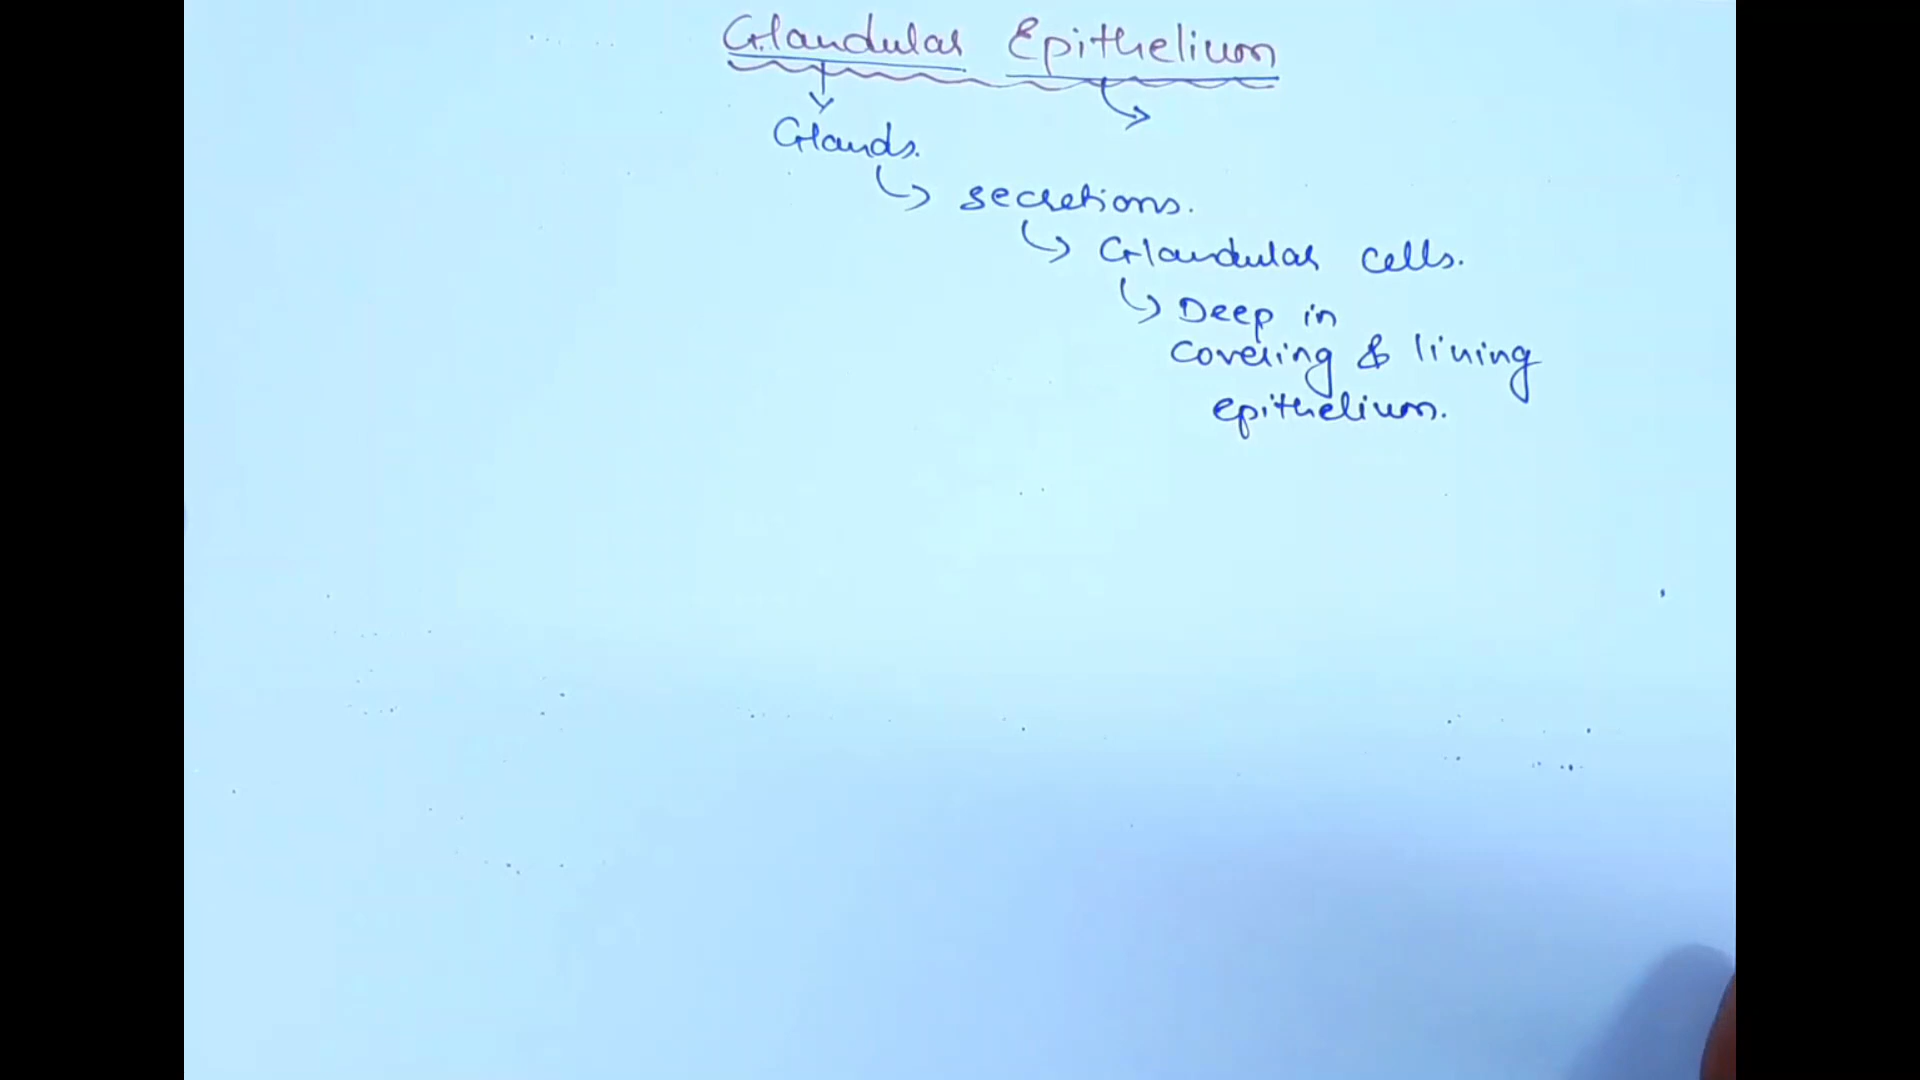 Glandular Epithelium
Glands.
secretions.
Glandular cells.
Deep in
covering & lining
epithelium.